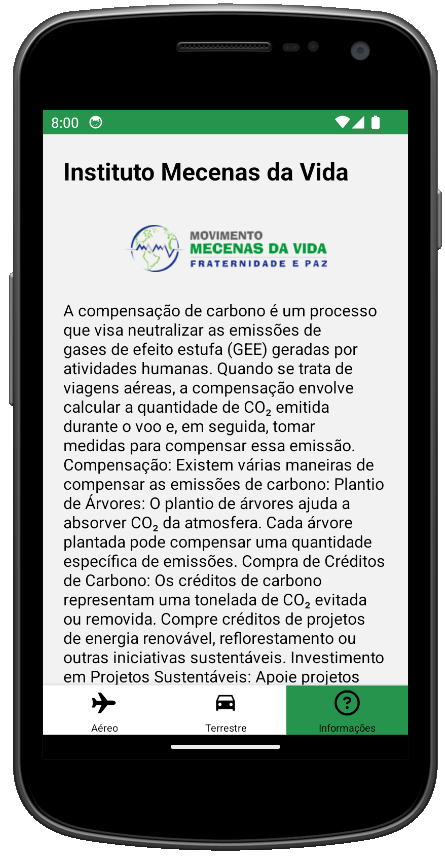 8:00
Instituto Mecenas da Vida
MOVIMENTO
MECENAS DA VIDA
FRATERNIDADE E PAZ
A compensação de carbono é um processo
que visa neutralizar as emissões de
gases de efeito estufa (GEE) geradas por
atividades humanas. Quando se trata de
viagens aéreas, a compensação envolve
calcular a quantidade de CO₂ emitida
durante o voo e, em seguida, tomar
medidas para compensar essa emissão.
Compensação: Existem várias maneiras de
compensar as emissões de carbono: Plantio
de Árvores: O plantio de árvores ajuda a
absorver CO₂ da atmosfera. Cada árvore
plantada pode compensar uma quantidade
específica de emissões. Compra de Créditos
de Carbono: Os créditos de carbono
representam uma tonelada de CO₂ evitada
ou removida. Compre créditos de projetos
de energia renovável, reflorestamento ou
outras iniciativas sustentáveis. Investimento
em Projetos Sustentáveis: Apoie projetos
Aéreo
Terrestre
Informações